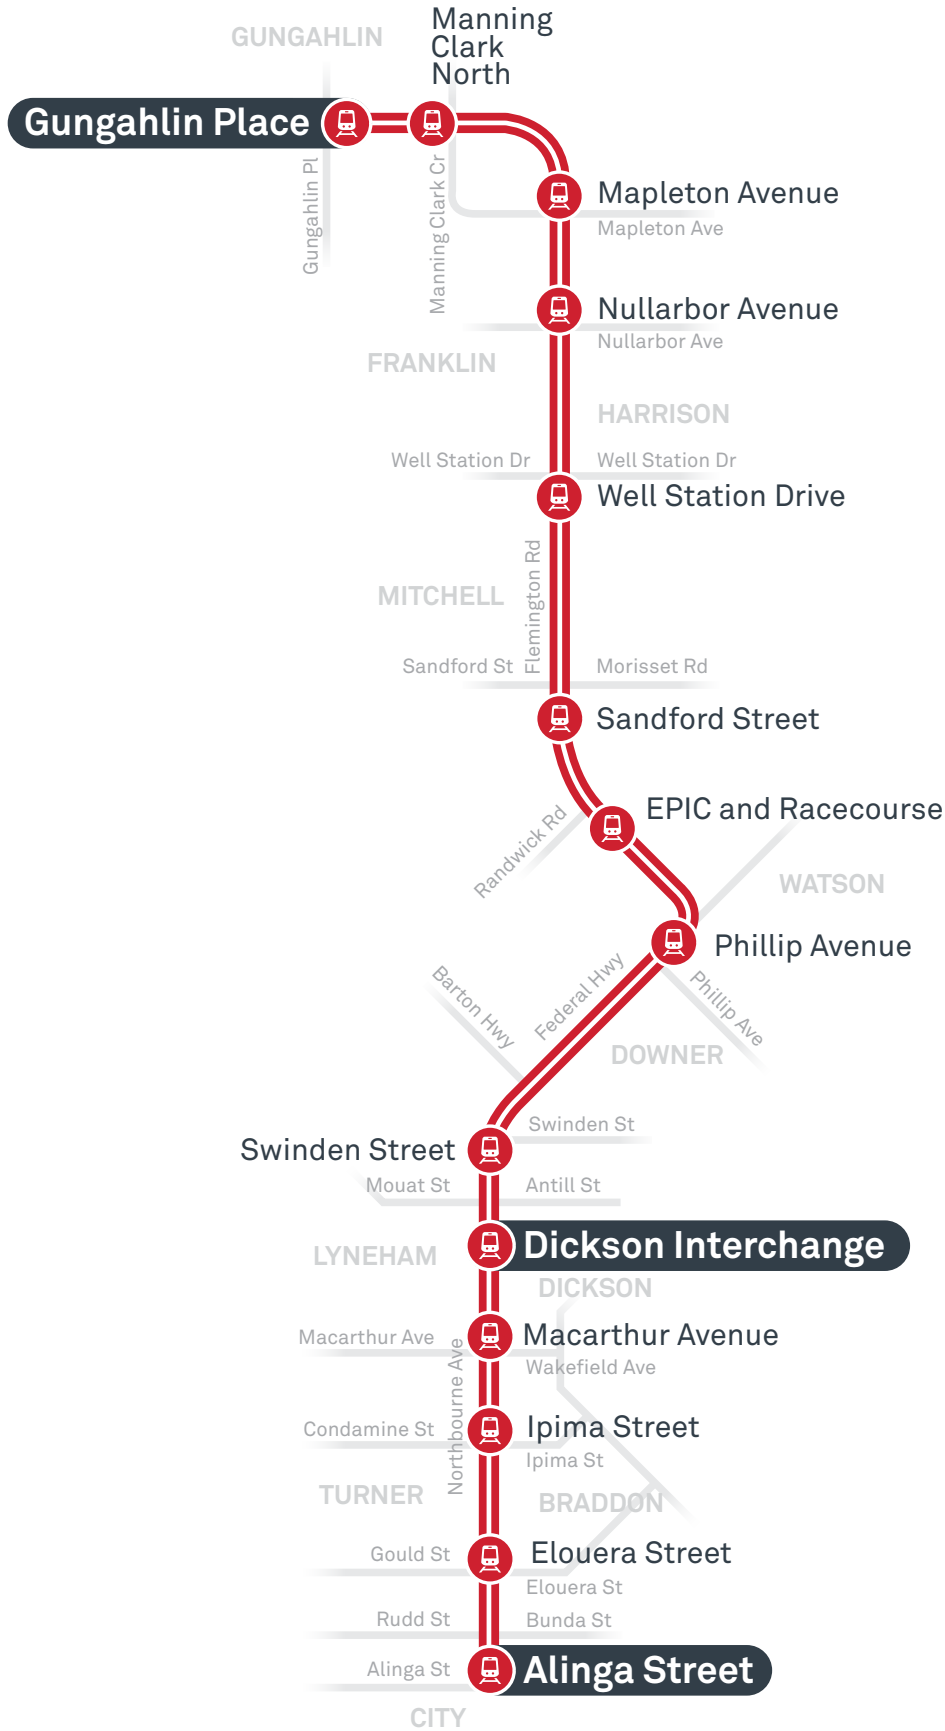 GUNGAHLIN
Manning
Clark
North
Gungahlin Place
Gungahlin Pl
Manning Clark Cr
Mapleton Avenue
Mapleton Ave
Nullarbor Avenue
Nullarbor Ave
FRANKLIN
HARRISON
Well Station Dr
Well Station Dr
Well Station Drive
Flemington Rd
MITCHELL
Sandford St
Morisset Rd
Sandford Street
EPIC and Racecourse
Randwick Rd
WATSON
Phillip Avenue
Barton Hwy
Federal Hwy
Phillip Ave
DOWNER
Swinden St
Swinden Street
Mouat St
Antill St
Dickson Interchange
LYNEHAM
DICKSON
Macarthur Ave
Macarthur Avenue
Wakefield Ave
Northbourne Ave
Condamine St
Ipima Street
Ipima St
TURNER
BRADDON
Gould St
Elouera Street
Elouera St
Rudd St
Bunda St
Alinga St
Alinga Street
CITY